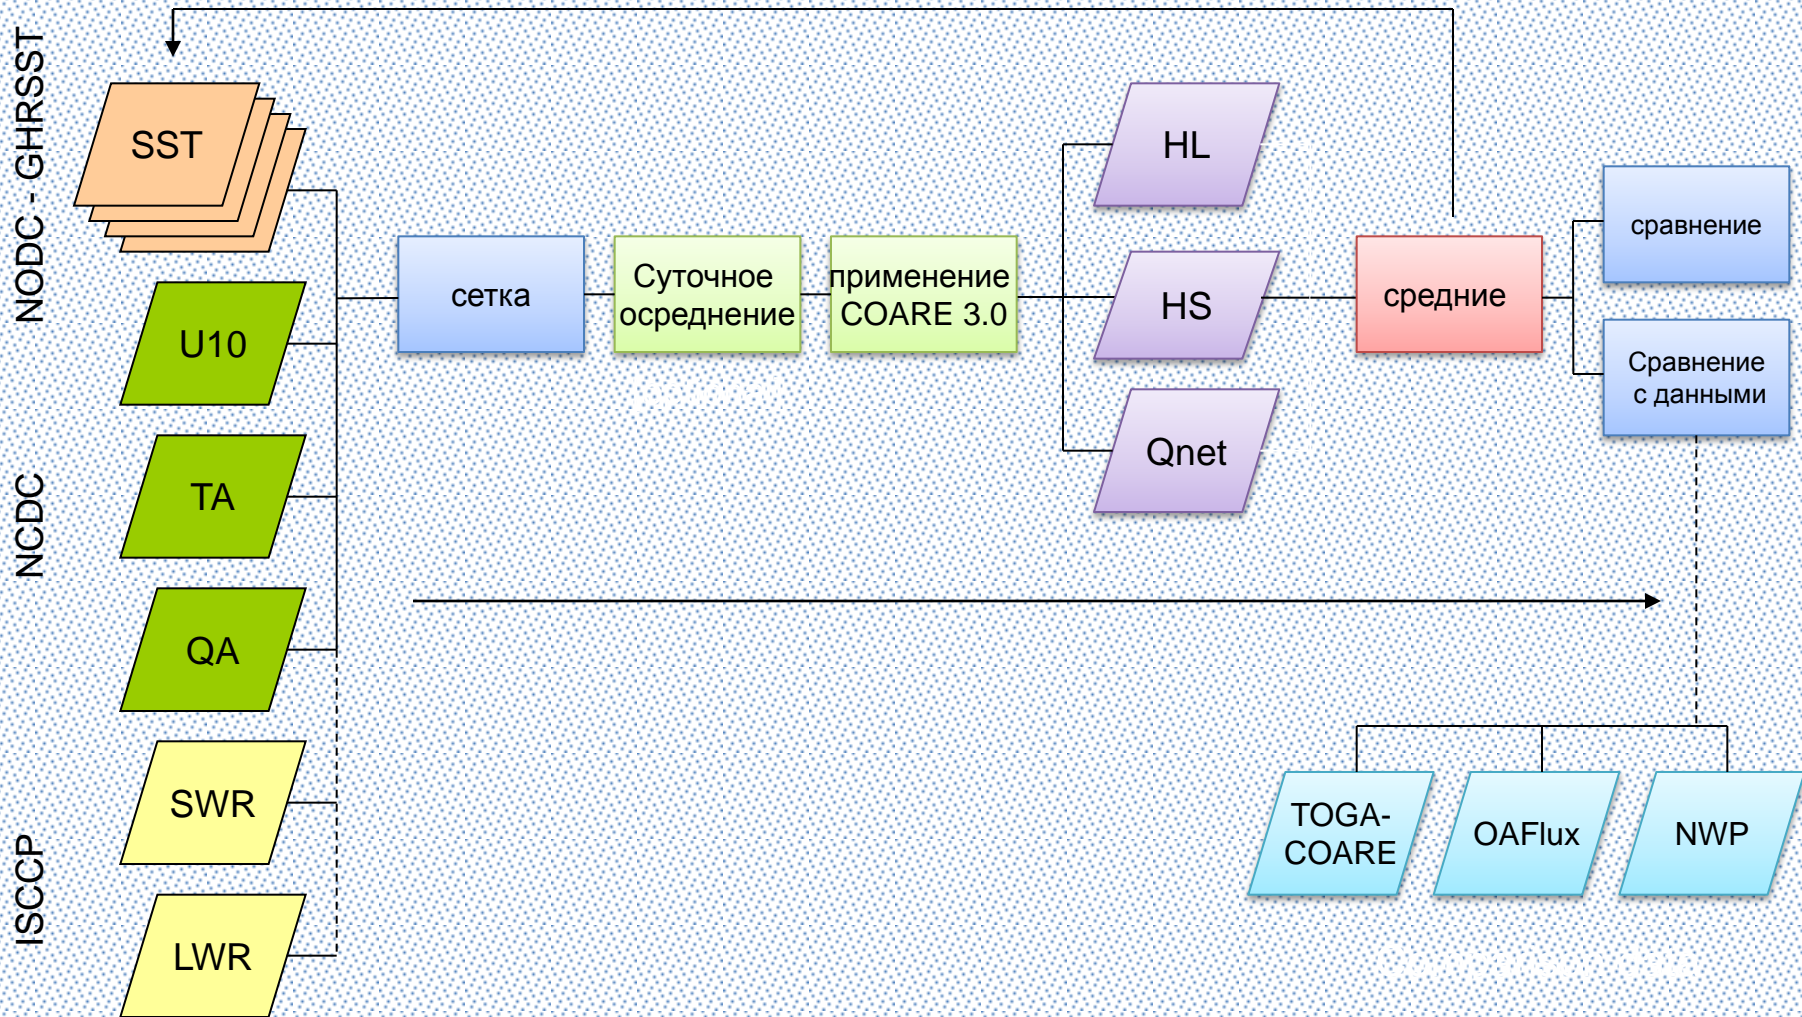 NODC - GHRSST
NCDC
ISCCP
SST
U10
TA
QA
SWR
LWR
сетка
Суточное
осреднение
применение
COARE 3.0
HL
HS
Qnet
средние
сравнение
Сравнение
с данными
TOGA-
COARE
OAFlux
NWP